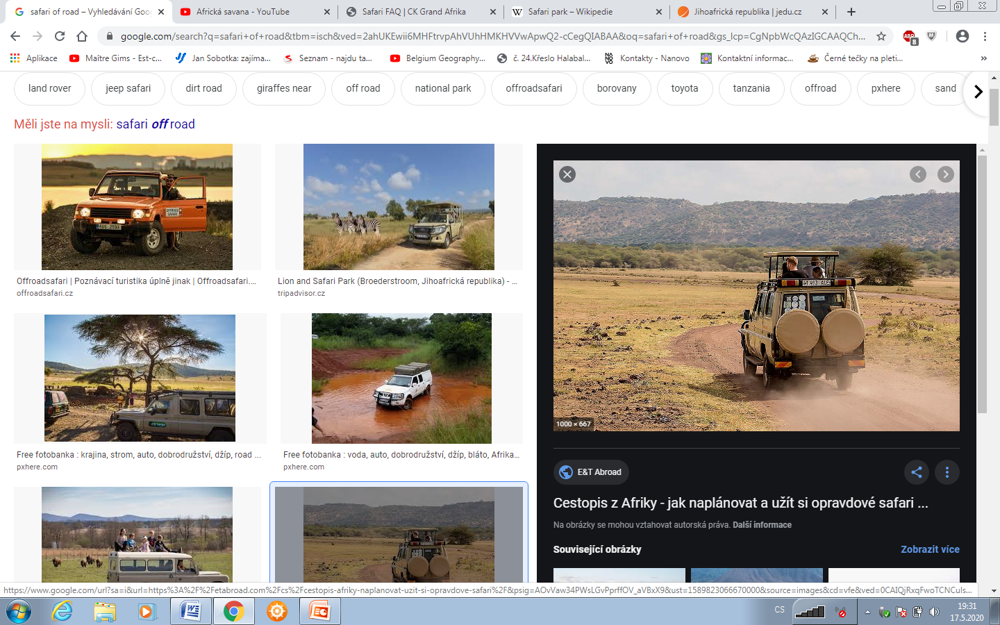 safari of road – Vyhledávání Goo
Africká savana - YouTube
Safari FAQ | CK Grand Afrika
Safari park – Wikipedie
Jihoafrická republika | jedu.cz
google.com/search?q=safari+of+road&tbm=isch&ved=2ahUKEwii6MHFtrvpAhVUhHMKHVVwApwQ2-cCegQIABAA&oq=safari+of+road&gs_lcp=CgNpbWcQAzIGCAAQCh...
ABP
8
Aplikace
Maître Gims - Est-c...
Jan Sobotka: zajíma...
Seznam - najdu ta...
Belgium Geography...
č. 24.Křeslo Halabal...
Kontakty - Nanovo
Kontaktní informac...
Černé tečky na pleti...
»
land rover
jeep safari
dirt road
giraffes near
off road
national park
offroadsafari
borovany
toyota
tanzania
offroad
pxhere
sand
Měli jste na mysli: safari off road
OFFROAD
SAFARI
Offroadsafari | Poznávací turistika úplně jinak | Offroadsafari....
offroadsafari.cz
Lion and Safari Park (Broederstroom, Jihoafrická republika) - ...
tripadvisor.cz
Free fotobanka : krajina, strom, auto, dobrodružství, džíp, road ...
pxhere.com
Free fotobanka : voda, auto, dobrodružství, džíp, bláto, Afrika...
pxhere.com
1000 × 667
E&T Abroad
Cestopis z Afriky - jak naplánovat a užít si opravdové safari ...
Na obrázky se mohou vztahovat autorská práva. Další informace
Související obrázky
Zobrazit více
https://www.google.com/url?sa=i&url=https%3A%2F%2Fetabroad.com%2Fcs%2Fcestopis-afriky-naplanovat-uzit-si-opravdove-safari%2F&psig=AOvVaw34PWsLGvPprffOV_aVBxX9&ust=1589823066670000&source=images&cd=vfe&ved=0CAIQjRxqFwoTCNCuls...
CS
19:31
17.5.2020